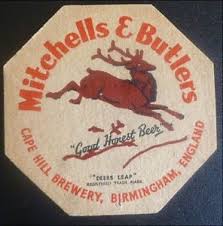 Mitchells & Butlers
"Good Honest Beer"
"DEERS LEAP"
REGISTERED TRADE MARK
CAPE HILL BREWERY, BIRMINGHAM, ENGLAND